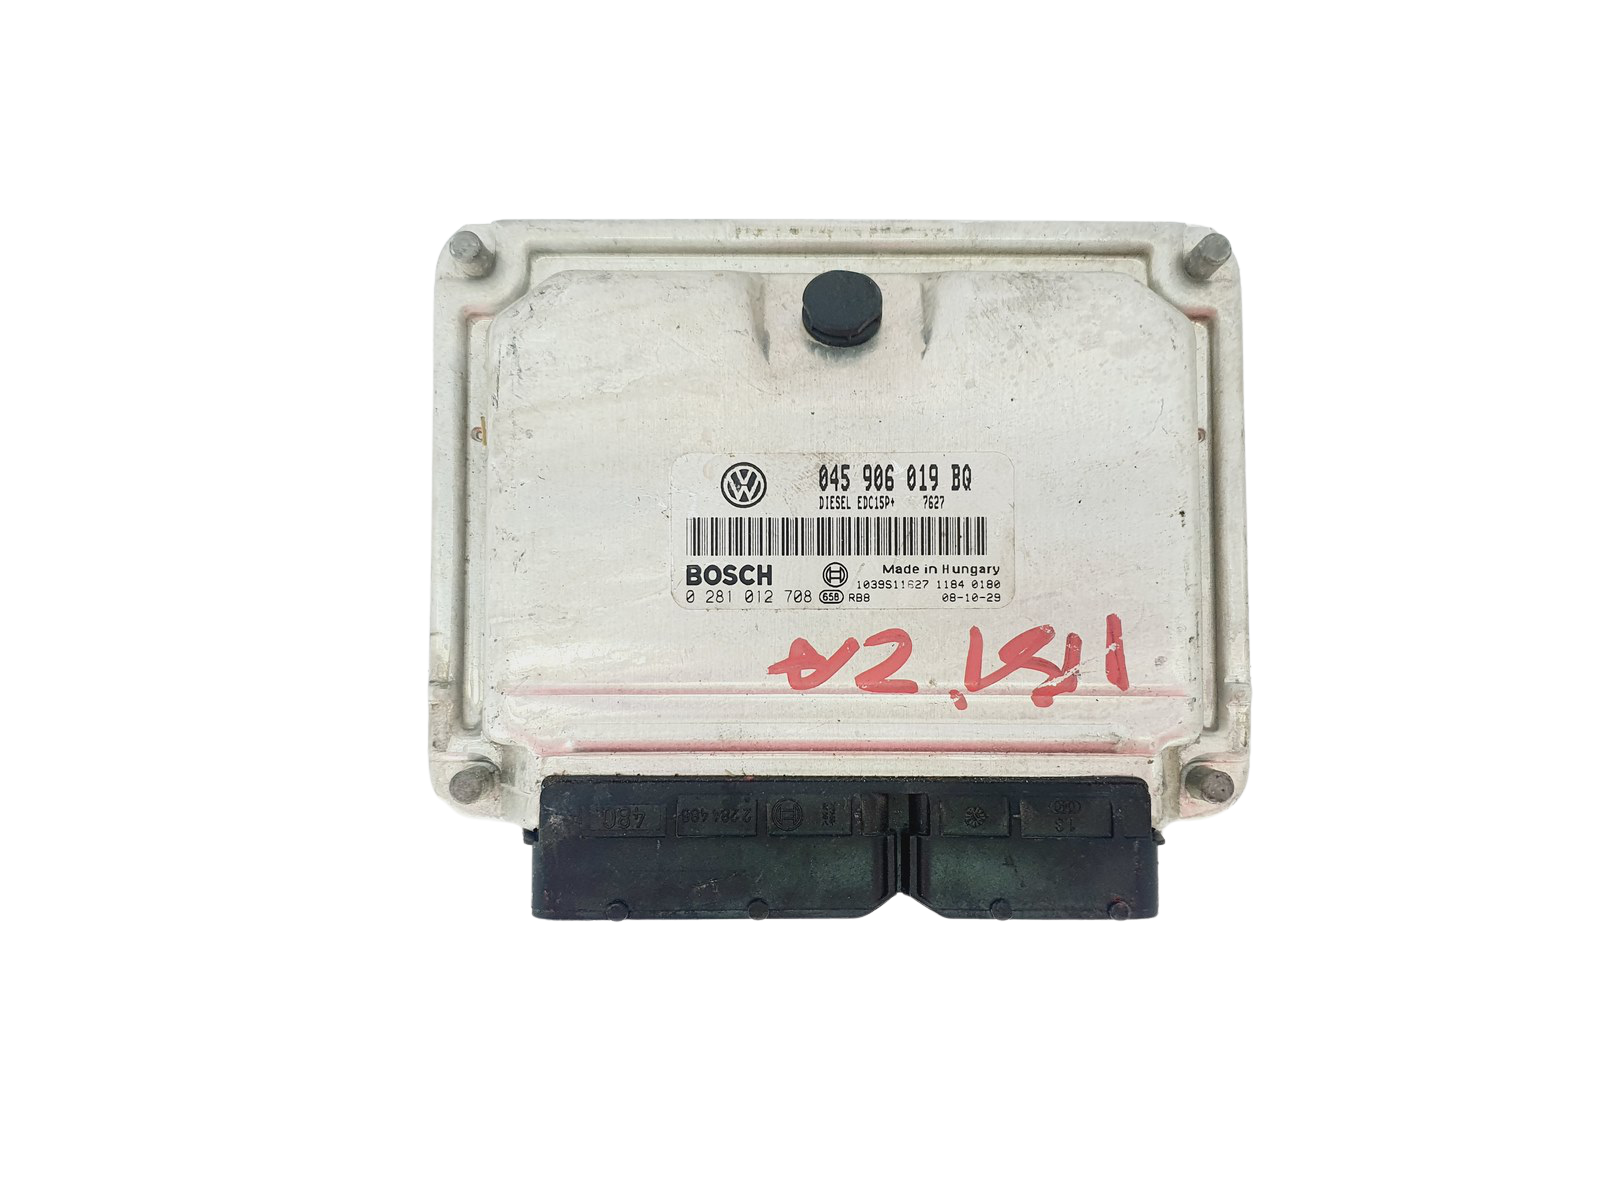 045 906 019 BQ
DIESEL EDC15P+ 7627
BOSCH
Made in Hungary
1039S11627 1184 0180
0 281 012 708 658 RB8 08-10-29